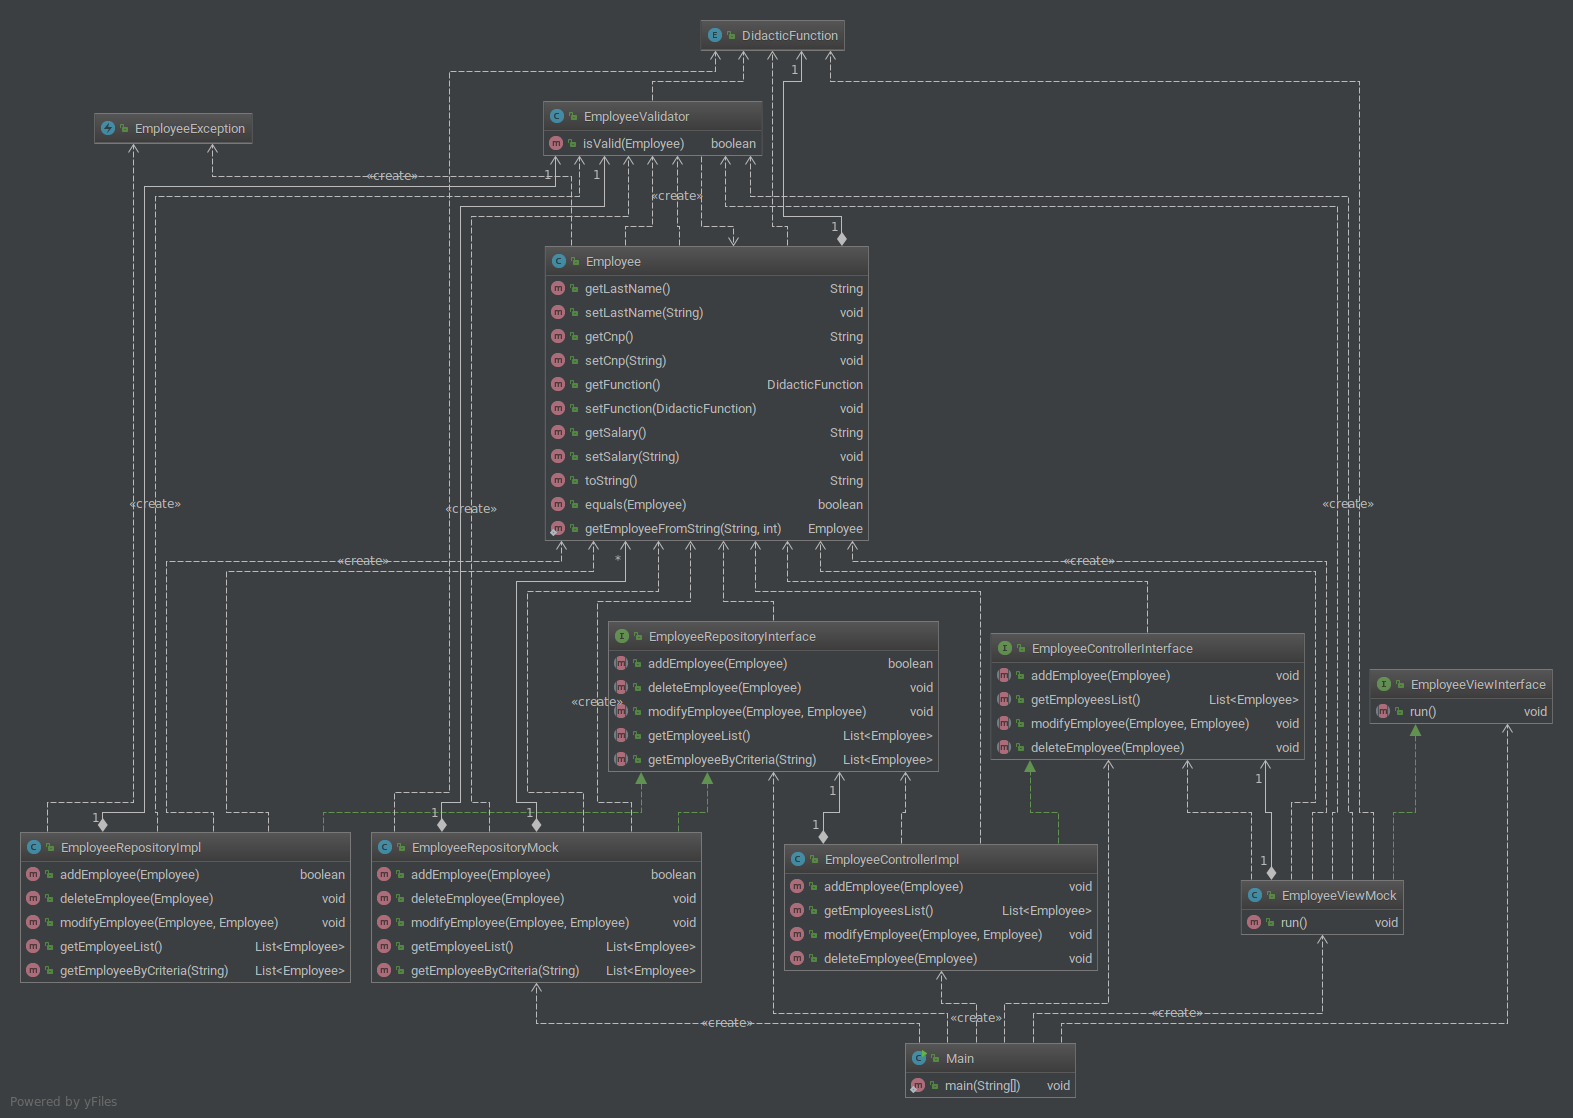 DidacticFunction
1
EmployeeException
EmployeeValidator
isValid(Employee) boolean
«create»
1
1
«create»
1
Employee
getLastName() String
setLastName(String) void
getCnp() String
setCnp(String) void
getFunction() DidacticFunction
setFunction(DidacticFunction) void
getSalary() String
setSalary(String) void
toString() String
equals(Employee) boolean
getEmployeeFromString(String, int) Employee
«create»
«create»
«create»
«create»
*
«create»
EmployeeRepositoryInterface
addEmployee(Employee) boolean
deleteEmployee(Employee) void
modifyEmployee(Employee, Employee) void
getEmployeeList() List<Employee>
getEmployeeByCriteria(String) List<Employee>
«create»
EmployeeControllerInterface
addEmployee(Employee) void
getEmployeesList() List<Employee>
modifyEmployee(Employee, Employee) void
deleteEmployee(Employee) void
EmployeeViewInterface
run() void
1
1
1
1
1
1
1
EmployeeRepositoryImpl
addEmployee(Employee) boolean
deleteEmployee(Employee) void
modifyEmployee(Employee, Employee) void
getEmployeeList() List<Employee>
getEmployeeByCriteria(String) List<Employee>
EmployeeRepositoryMock
addEmployee(Employee) boolean
deleteEmployee(Employee) void
modifyEmployee(Employee, Employee) void
getEmployeeList() List<Employee>
getEmployeeByCriteria(String) List<Employee>
EmployeeControllerImpl
addEmployee(Employee) void
getEmployeesList() List<Employee>
modifyEmployee(Employee, Employee) void
deleteEmployee(Employee) void
EmployeeViewMock
run() void
«create»
«create»
«create»
Main
main(String[]) void
Powered by yFiles